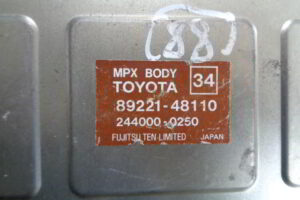 (88)
MPX BODY
TOYOTA 34
89221-48110
244000-0250
FUJITSU TEN LIMITED JAPAN